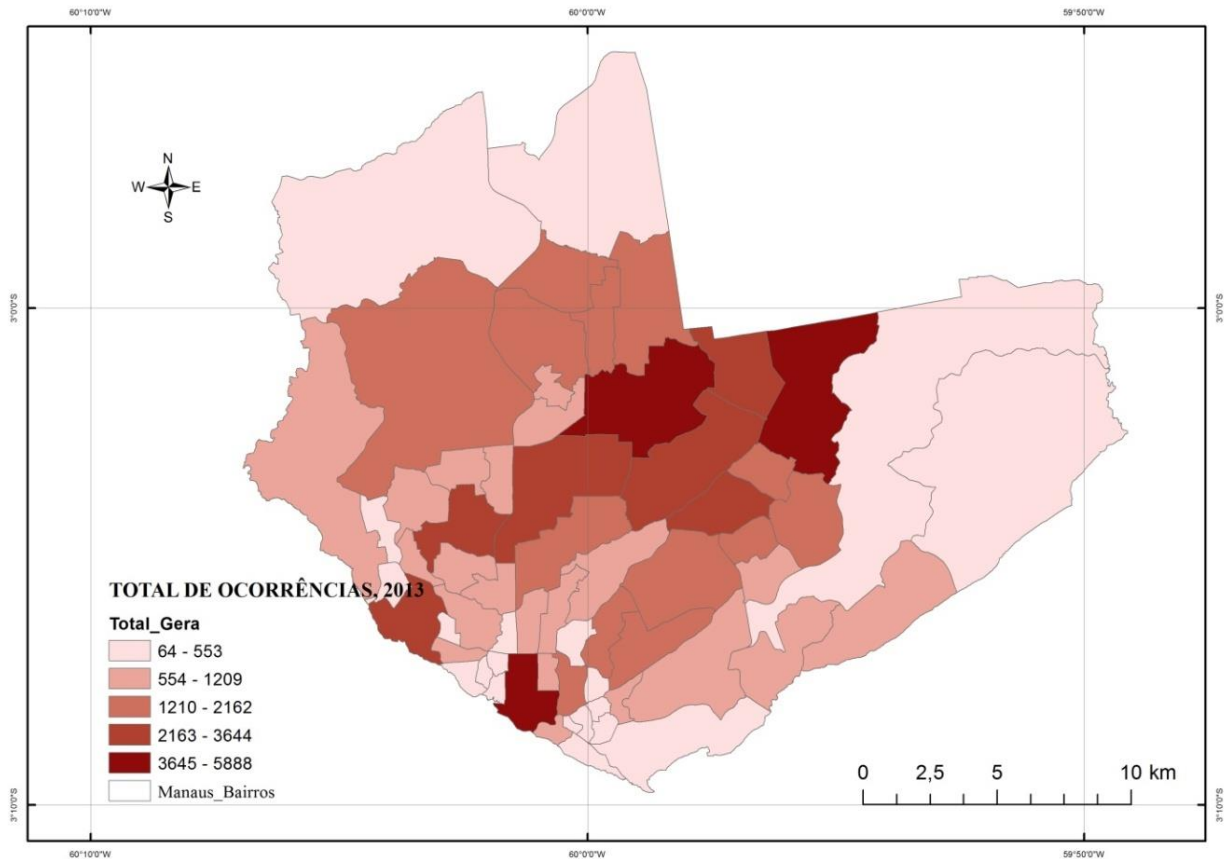 60°10'0"W 60°0'0"W 59°50'0"W
N
W E
S
3°0'0"S 3°0'0"S
TOTAL DE OCORRÊNCIAS, 2013
Total_Gera
64 - 553
554 - 1209
1210 - 2162
2163 - 3644
3645 - 5888
Manaus_Bairros
0 2,5 5 10 km
3°10'0"S 3°10'0"S
60°10'0"W 60°0'0"W 59°50'0"W